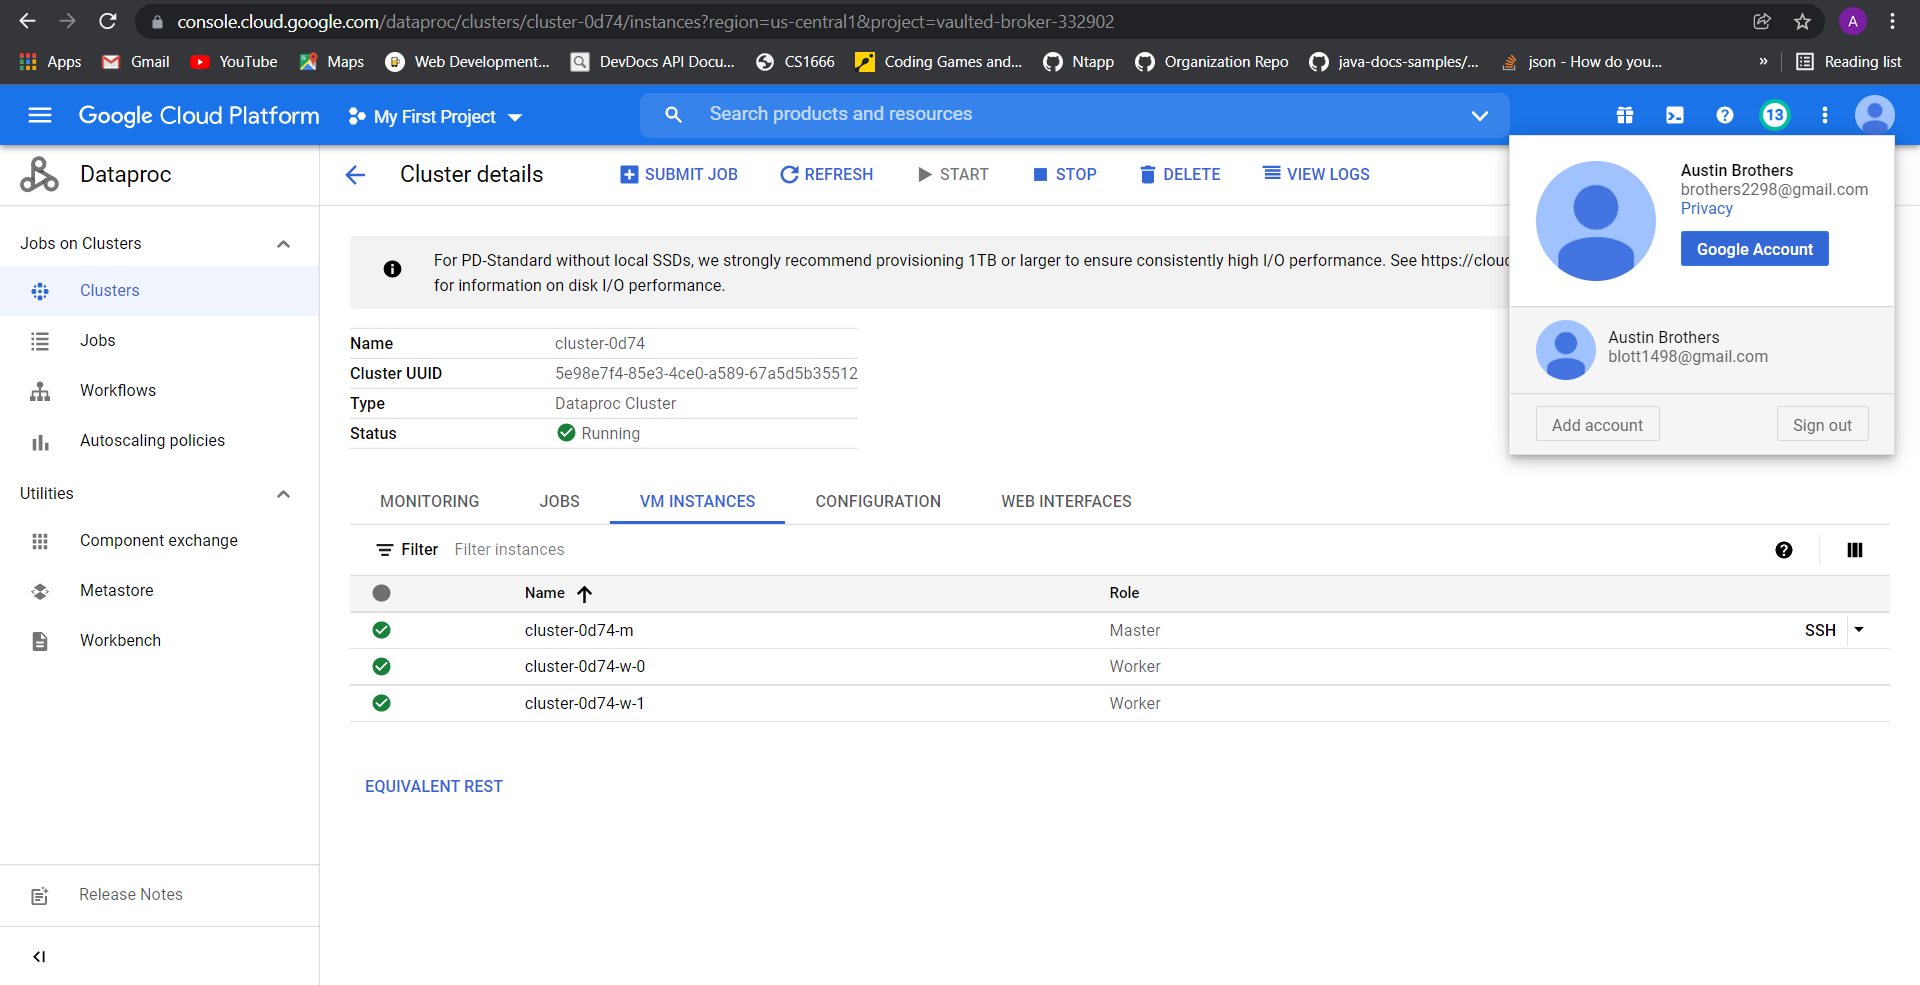 console.cloud.google.com/dataproc/clusters/cluster-0d74/instances?region=us-central1&project=vaulted-broker-332902
A
Apps Gmail YouTube Maps Web Development... DevDocs API Docu... CS1666 Coding Games and... Ntapp Organization Repo java-docs-samples/... json - How do you... » Reading list
Google Cloud Platform My First Project Search products and resources 13
Dataproc
Cluster details SUBMIT JOB REFRESH START STOP DELETE VIEW LOGS
Austin Brothers
brothers2298@gmail.com
Privacy
Google Account
Austin Brothers
blott1498@gmail.com
Add account Sign out
Jobs on Clusters
Clusters
Jobs
Workflows
Autoscaling policies
Utilities
Component exchange
Metastore
Workbench
Release Notes
For PD-Standard without local SSDs, we strongly recommend provisioning 1TB or larger to ensure consistently high I/O performance. See https://clouc
for information on disk I/O performance.
Name cluster-0d74
Cluster UUID 5e98e7f4-85e3-4ce0-a589-67a5d5b35512
Type Dataproc Cluster
Status Running
MONITORING JOBS VM INSTANCES CONFIGURATION WEB INTERFACES
Filter Filter instances
Name Role
cluster-0d74-m Master SSH
cluster-0d74-w-0 Worker
cluster-0d74-w-1 Worker
EQUIVALENT REST